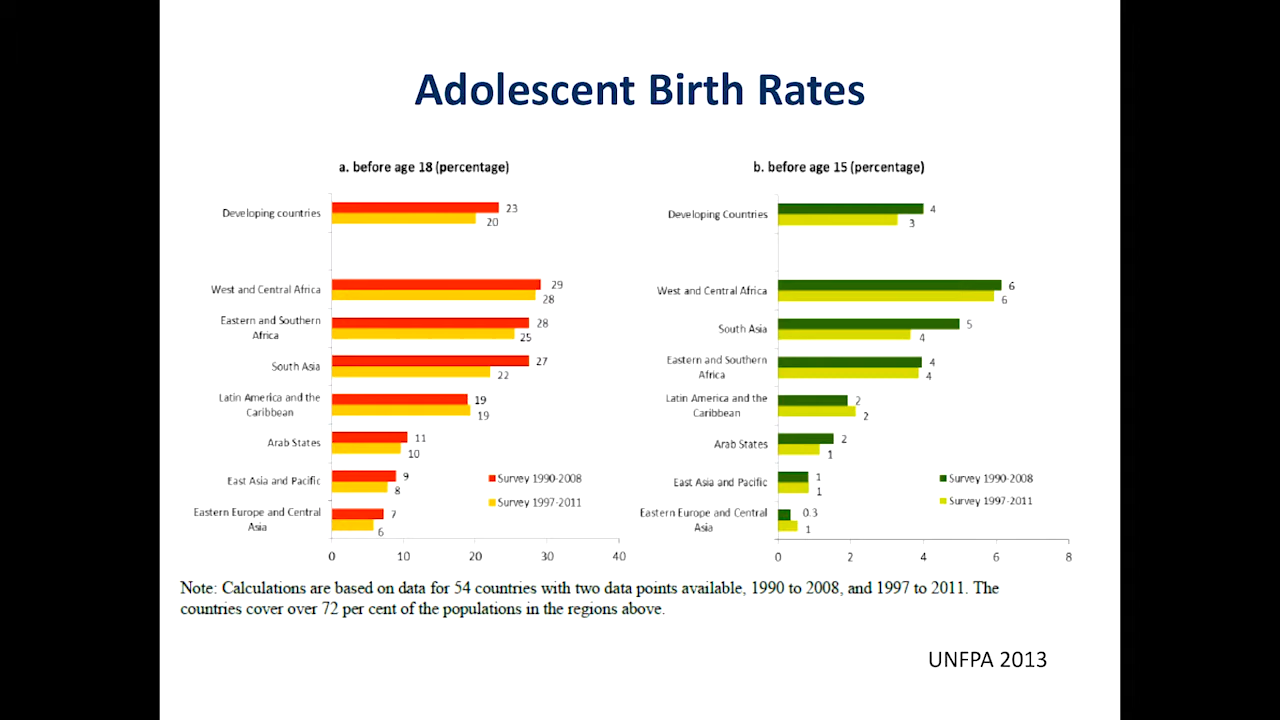 Adolescent Birth Rates
a. before age 18 (percentage)
Developing countries
23
20
West and Central Africa
29
28
Eastern and Southern
Africa
28
25
South Asia
27
22
Latin America and the
Caribbean
19
19
Arab States
11
10
East Asia and Pacific
9
8
Eastern Europe and Central
Asia
7
6
Survey 1990-2008
Survey 1997-2011
0 10 20 30 40
b. before age 15 (percentage)
Developing Countries
4
3
West and Central Africa
6
6
South Asia
5
4
Eastern and Southern
Africa
4
4
Latin America and the
Caribbean
2
2
Arab States
2
1
East Asia and Pacific
1
1
Eastern Europe and Central
Asia
0.3
1
Survey 1990-2008
Survey 1997-2011
0 2 4 6 8
Note: Calculations are based on data for 54 countries with two data points available, 1990 to 2008, and 1997 to 2011. The
countries cover over 72 per cent of the populations in the regions above.
UNFPA 2013